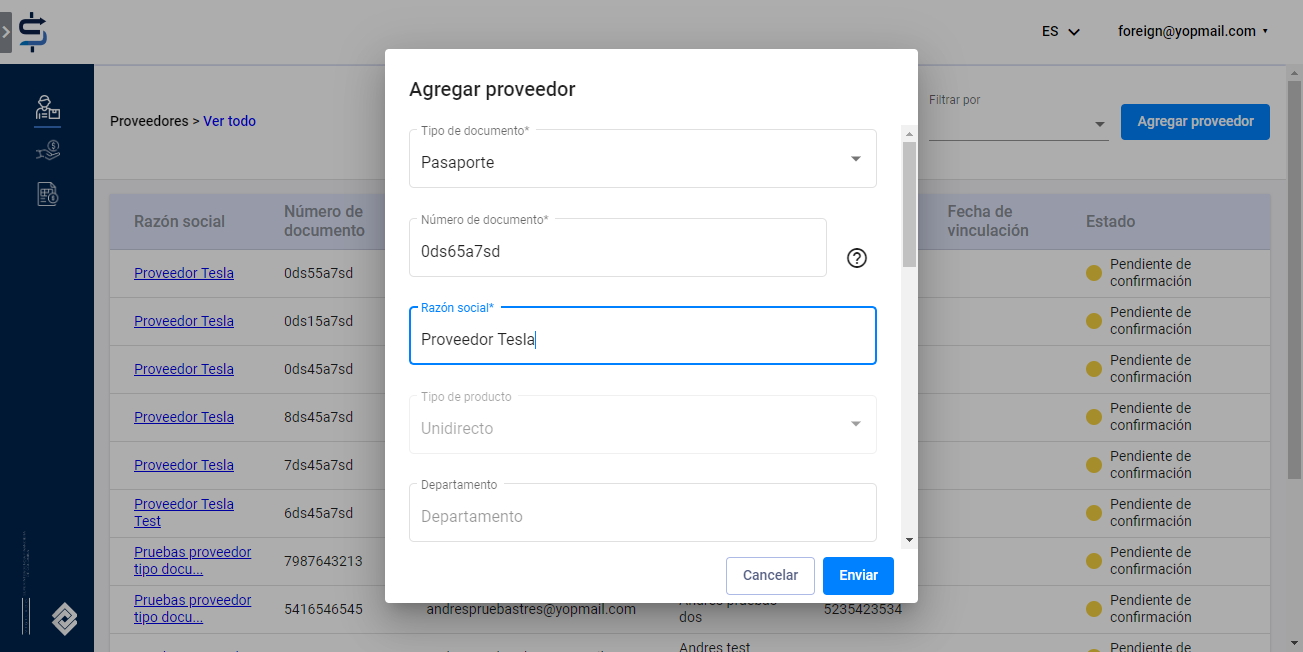 ES
foreign@yopmail.com
Agregar proveedor
Proveedores > Ver todo
Filtrar por
Agregar proveedor
Tipo de documento*
Pasaporte
Número de documento*
0ds65a7sd
Razón social*
Proveedor Tesla
Tipo de producto
Unidirecto
Departamento
Departamento
Cancelar
Enviar
Razón social
Número de
documento
Fecha de
vinculación
Estado
Proveedor Tesla
0ds55a7sd
Pendiente de
confirmación
Proveedor Tesla
0ds15a7sd
Pendiente de
confirmación
Proveedor Tesla
0ds45a7sd
Pendiente de
confirmación
Proveedor Tesla
8ds45a7sd
Pendiente de
confirmación
Proveedor Tesla
7ds45a7sd
Pendiente de
confirmación
Proveedor Tesla
Test
6ds45a7sd
Pendiente de
confirmación
Pruebas proveedor
tipo docu...
7987643213
Pendiente de
confirmación
Pruebas proveedor
tipo docu...
5416546545
andrespruebastres@yopmail.com
Andres pruebas
dos
5235423534
Pendiente de
confirmación
Andres test
Pendiente de